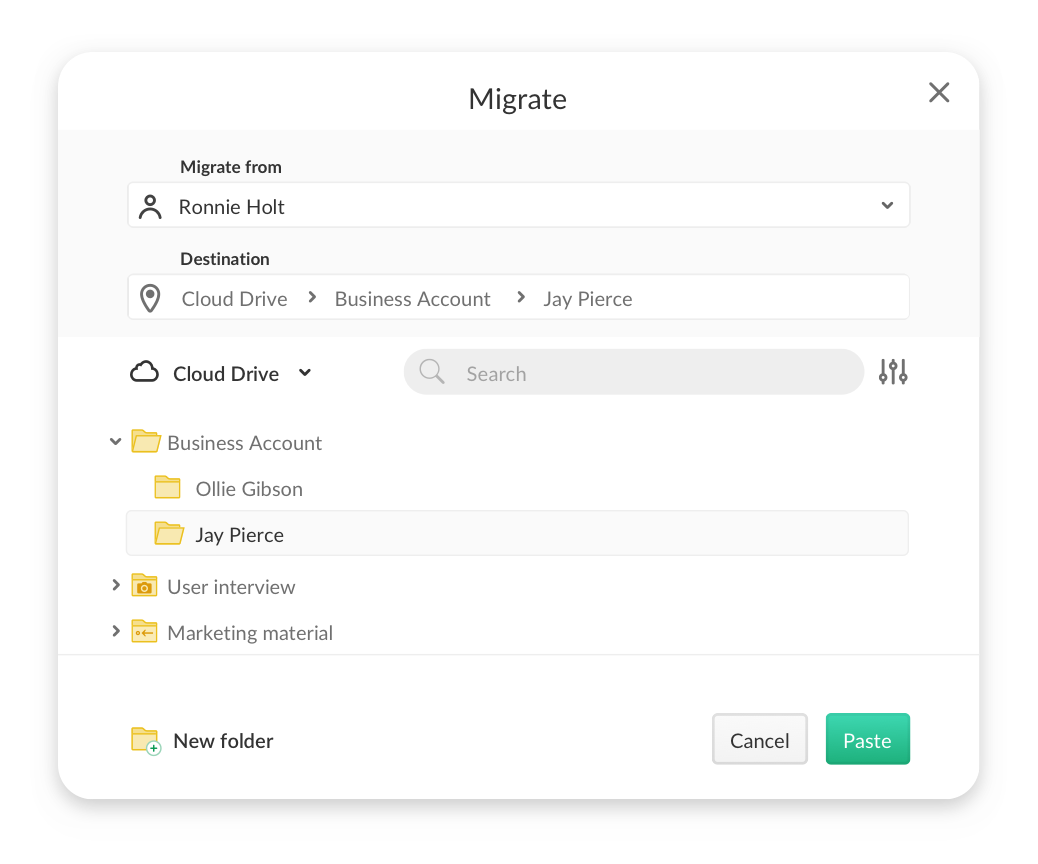 Migrate
Migrate from
Ronnie Holt
Destination
Cloud Drive > Business Account > Jay Pierce
Cloud Drive Search
Business Account
Ollie Gibson
Jay Pierce
User interview
Marketing material
New folder Cancel Paste